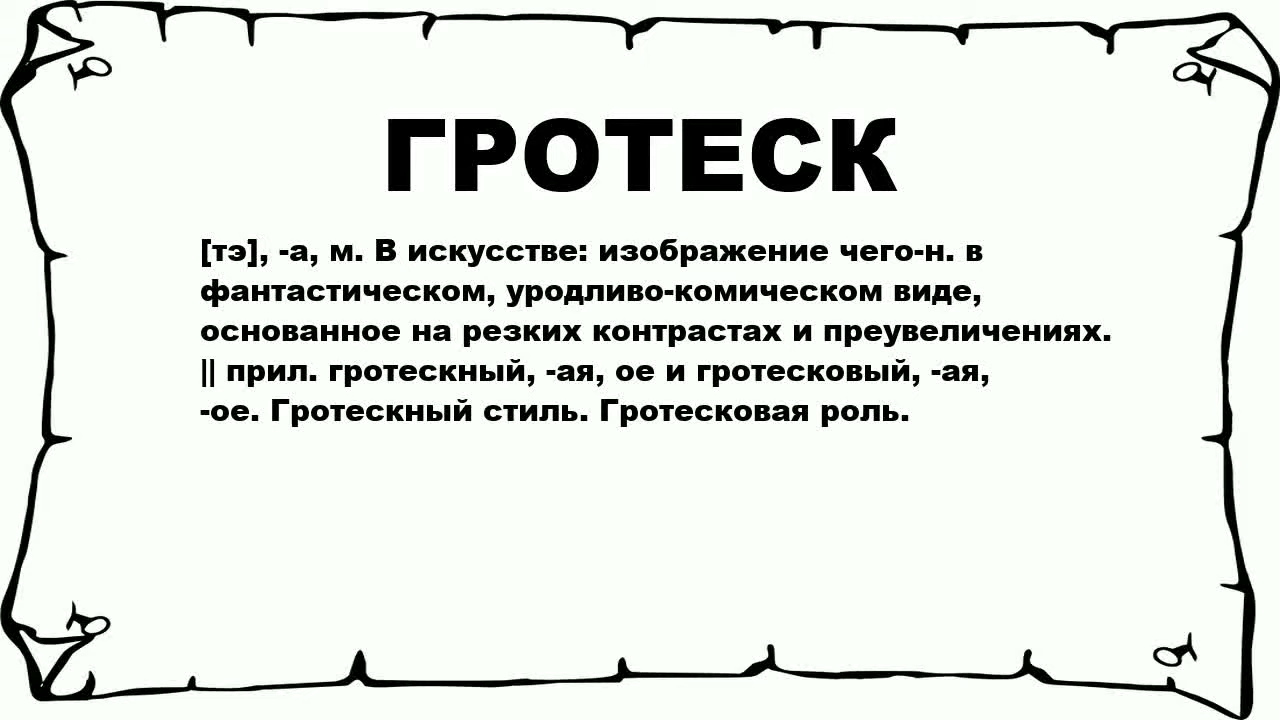 ГРОТЕСК
[тэ], -а, м. В искусстве: изображение чего-н. в
фантастическом, уродливо-комическом виде,
основанное на резких контрастах и преувеличениях.
|| прил. гротескный, -ая, ое и гротесковый, -ая,
-ое. Гротескный стиль. Гротесковая роль.